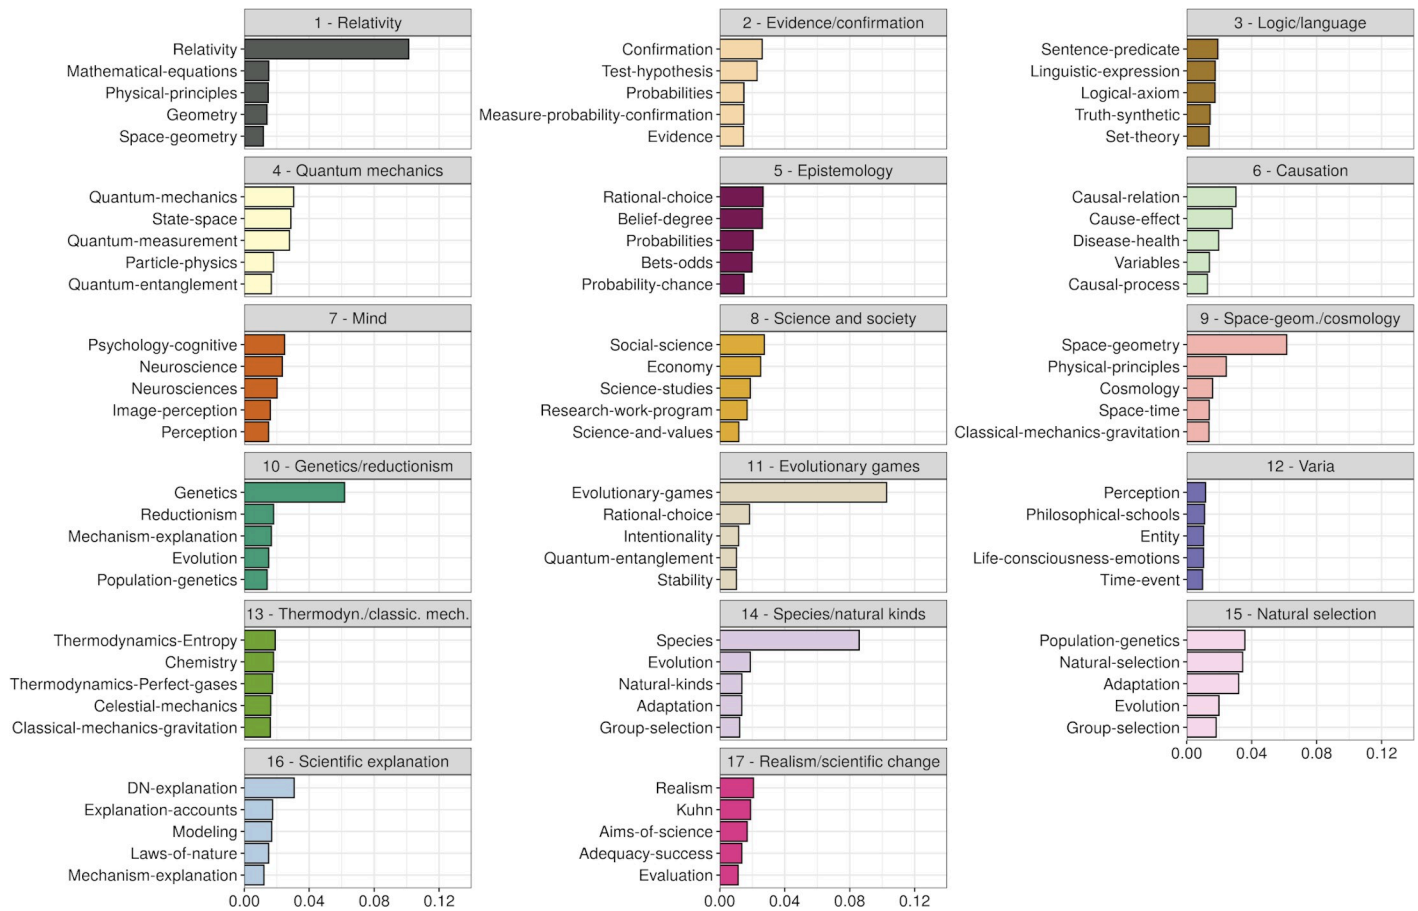 1 - Relativity
Relativity
Mathematical-equations
Physical-principles
Geometry
Space-geometry
2 - Evidence/confirmation
Confirmation
Test-hypothesis
Probabilities
Measure-probability-confirmation
Evidence
3 - Logic/language
Sentence-predicate
Linguistic-expression
Logical-axiom
Truth-synthetic
Set-theory
4 - Quantum mechanics
Quantum-mechanics
State-space
Quantum-measurement
Particle-physics
Quantum-entanglement
5 - Epistemology
Rational-choice
Belief-degree
Probabilities
Bets-odds
Probability-chance
6 - Causation
Causal-relation
Cause-effect
Disease-health
Variables
Causal-process
7 - Mind
Psychology-cognitive
Neuroscience
Neurosciences
Image-perception
Perception
8 - Science and society
Social-science
Economy
Science-studies
Research-work-program
Science-and-values
9 - Space-geom./cosmology
Space-geometry
Physical-principles
Cosmology
Space-time
Classical-mechanics-gravitation
10 - Genetics/reductionism
Genetics
Reductionism
Mechanism-explanation
Evolution
Population-genetics
11 - Evolutionary games
Evolutionary-games
Rational-choice
Intentionality
Quantum-entanglement
Stability
12 - Varia
Perception
Philosophical-schools
Entity
Life-consciousness-emotions
Time-event
13 - Thermodyn./classic. mech.
Thermodynamics-Entropy
Chemistry
Thermodynamics-Perfect-gases
Celestial-mechanics
Classical-mechanics-gravitation
14 - Species/natural kinds
Species
Evolution
Natural-kinds
Adaptation
Group-selection
15 - Natural selection
Population-genetics
Natural-selection
Adaptation
Evolution
Group-selection
0.00 0.04 0.08 0.12
16 - Scientific explanation
DN-explanation
Explanation-accounts
Modeling
Laws-of-nature
Mechanism-explanation
0.00 0.04 0.08 0.12
17 - Realism/scientific change
Realism
Kuhn
Aims-of-science
Adequacy-success
Evaluation
0.00 0.04 0.08 0.12